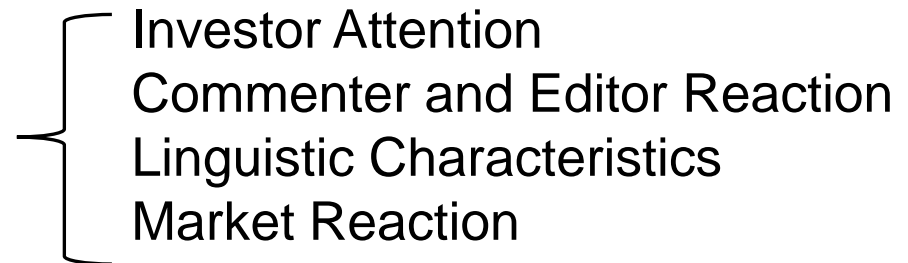 Investor Attention
Commenter and Editor Reaction
Linguistic Characteristics
Market Reaction